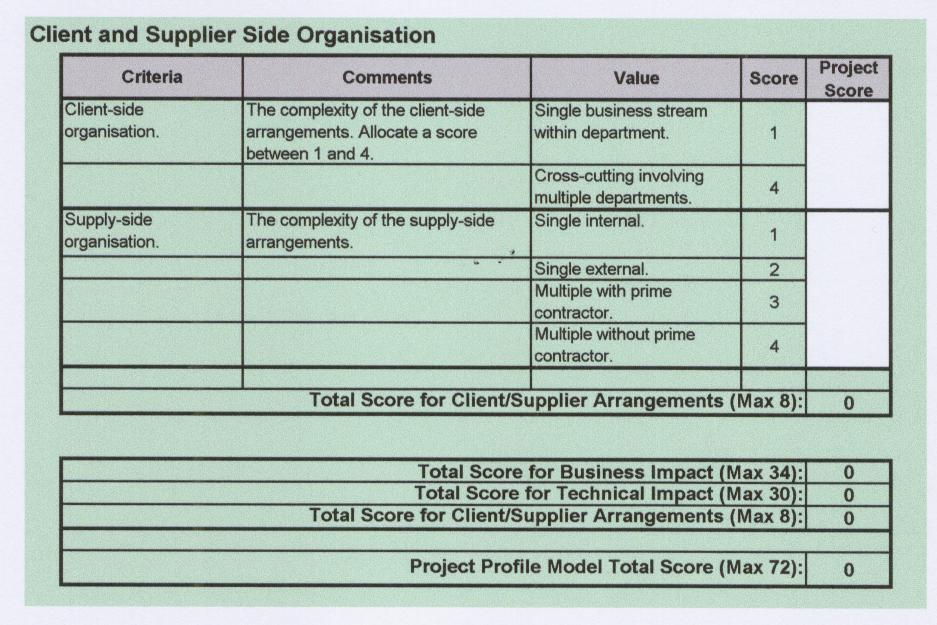 Client and Supplier Side Organisation
Criteria Comments Value Score Project
Score
Client-side The complexity of the client-side Single business stream
organisation. arrangements. Allocate a score within department. 1
between 1 and 4.
Cross-cutting involving
multiple departments. 4
Supply-side The complexity of the supply-side Single internal.
organisation. arrangements. 1
Single external. 2
Multiple with prime
contractor. 3
Multiple without prime
contractor. 4
Total Score for Client/Supplier Arrangements (Max 8): 0
Total Score for Business Impact (Max 34): 0
Total Score for Technical Impact (Max 30): 0
Total Score for Client/Supplier Arrangements (Max 8): 0
Project Profile Model Total Score (Max 72): 0